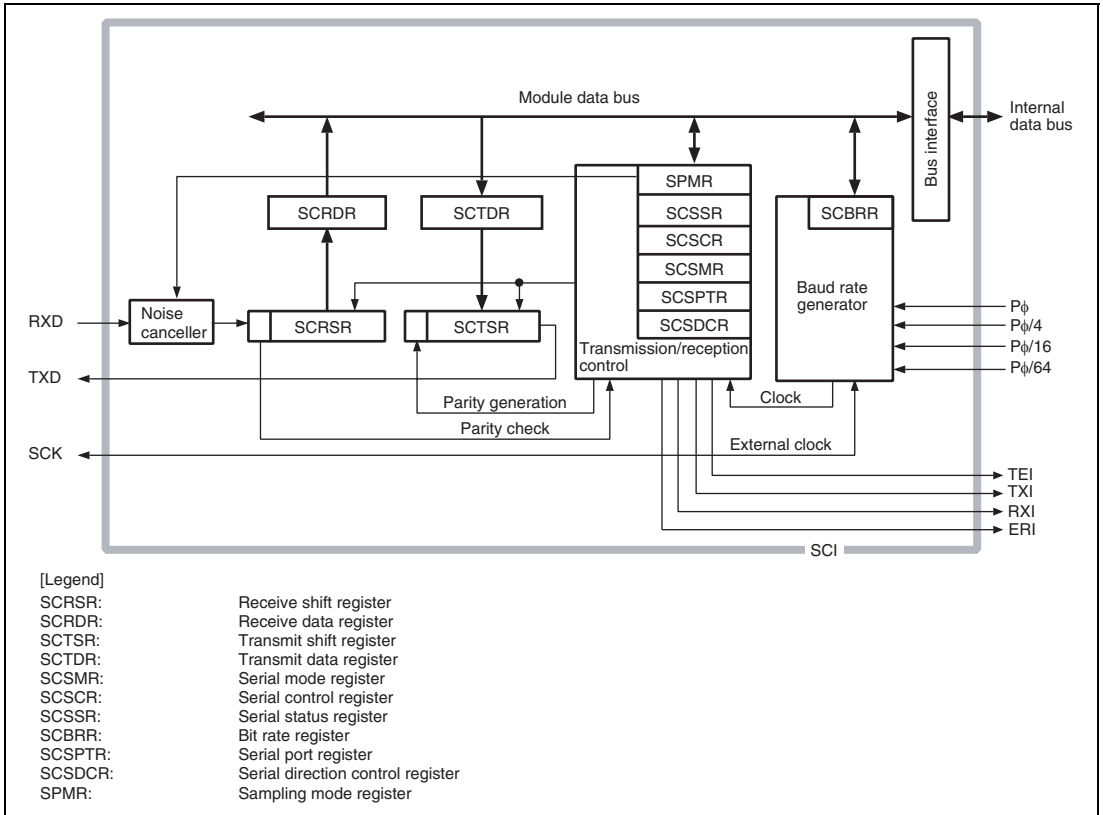 Module data bus
Bus interface
Internal
data bus
SPMR
SCRDR
SCTDR
SCSSR
SCBRR
SCSCR
SCSMR
SCSPTR
SCSDCR
Transmission/reception
control
Baud rate
generator
RXD
Noise
canceller
SCRSR
SCTSR
Pϕ
Pϕ/4
Pϕ/16
Pϕ/64
TXD
Parity generation
Clock
Parity check
SCK
External clock
TEI
TXI
RXI
ERI
SCI
[Legend]
SCRSR: Receive shift register
SCRDR: Receive data register
SCTSR: Transmit shift register
SCTDR: Transmit data register
SCSMR: Serial mode register
SCSCR: Serial control register
SCSSR: Serial status register
SCBRR: Bit rate register
SCSPTR: Serial port register
SCSDCR: Serial direction control register
SPMR: Sampling mode register